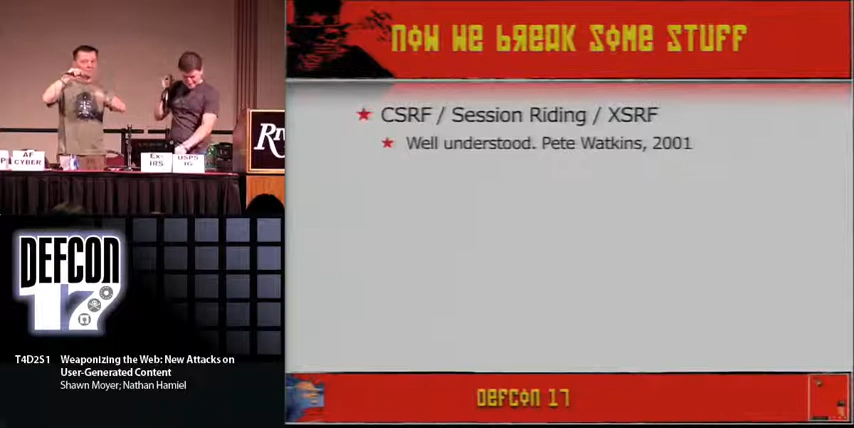 NOW WE BREAK SOME STUFF
CSRF / Session Riding / XSRF
Well understood. Pete Watkins, 2001
AF
CYBER
Ex-
IRS
USPS
IG
DEFCON
17
T4D2S1 Weaponizing the Web: New Attacks on
User-Generated Content
Shawn Moyer; Nathan Hamiel
DEFCON 17